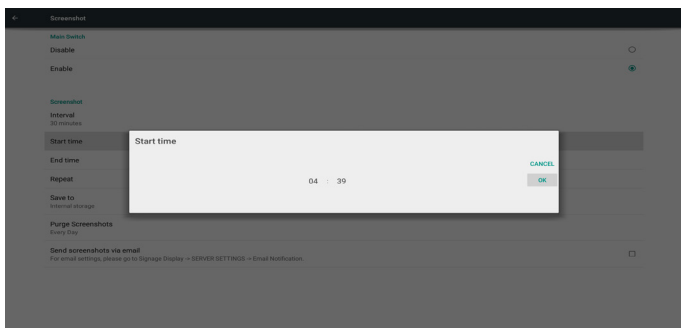 ← Screenshot
Main Switch
Disable
Enable
Screenshot
Interval
30 minutes
Start time
Start time
End time
CANCEL
Repeat
04 : 39
OK
Save to
Internal storage
Purge Screenshots
Every Day
Send screenshots via email
For email settings, please go to Signage Display → SERVER SETTINGS → Email Notification.